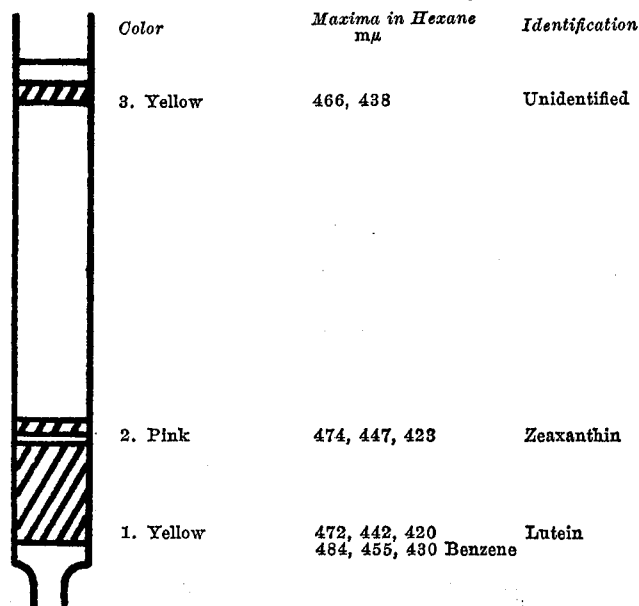 Color Maxima in Hexane Identification
mμ
3. Yellow 466, 438 Unidentified
2. Pink 474, 447, 423 Zeaxanthin
1. Yellow 472, 442, 420 Lutein
484, 455, 430 Benzene